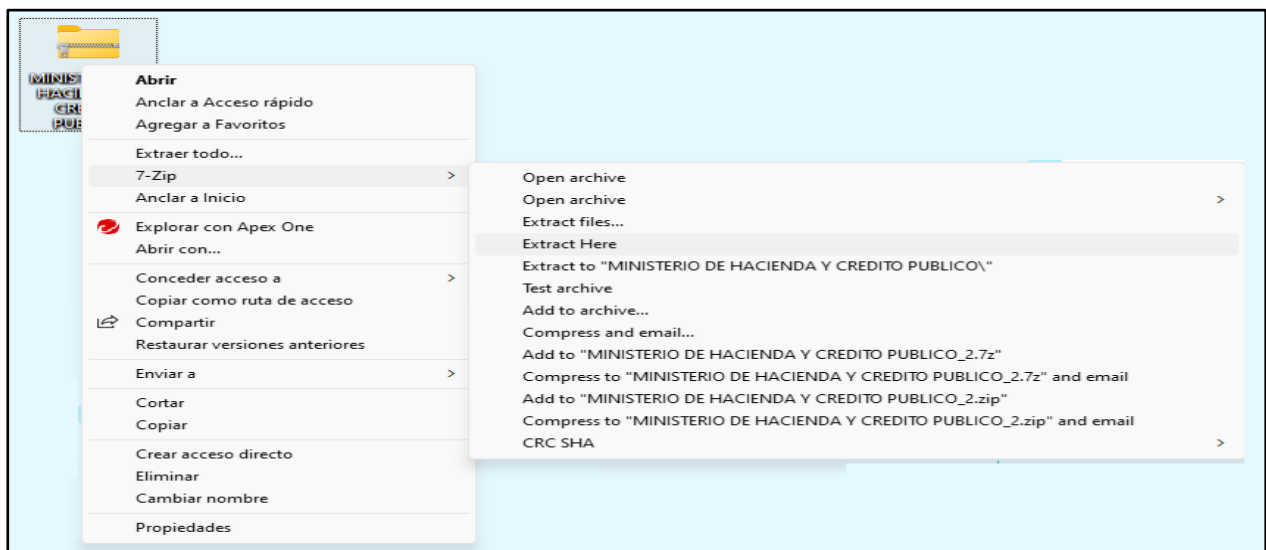 Abrir
Anclar a Acceso rápido
Agregar a Favoritos
Extraer todo...
7-Zip
Anclar a Inicio
Explorar con Apex One
Abrir con...
Conceder acceso a
Copiar como ruta de acceso
Compartir
Restaurar versiones anteriores
Enviar a
Cortar
Copiar
Crear acceso directo
Eliminar
Cambiar nombre
Propiedades
Open archive
Open archive
Extract files...
Extract Here
Extract to "MINISTERIO DE HACIENDA Y CREDITO PUBLICO\"
Test archive
Add to archive...
Compress and email...
Add to "MINISTERIO DE HACIENDA Y CREDITO PUBLICO_2.7z"
Compress to "MINISTERIO DE HACIENDA Y CREDITO PUBLICO_2.7z" and email
Add to "MINISTERIO DE HACIENDA Y CREDITO PUBLICO_2.zip"
Compress to "MINISTERIO DE HACIENDA Y CREDITO PUBLICO_2.zip" and email
CRC SHA